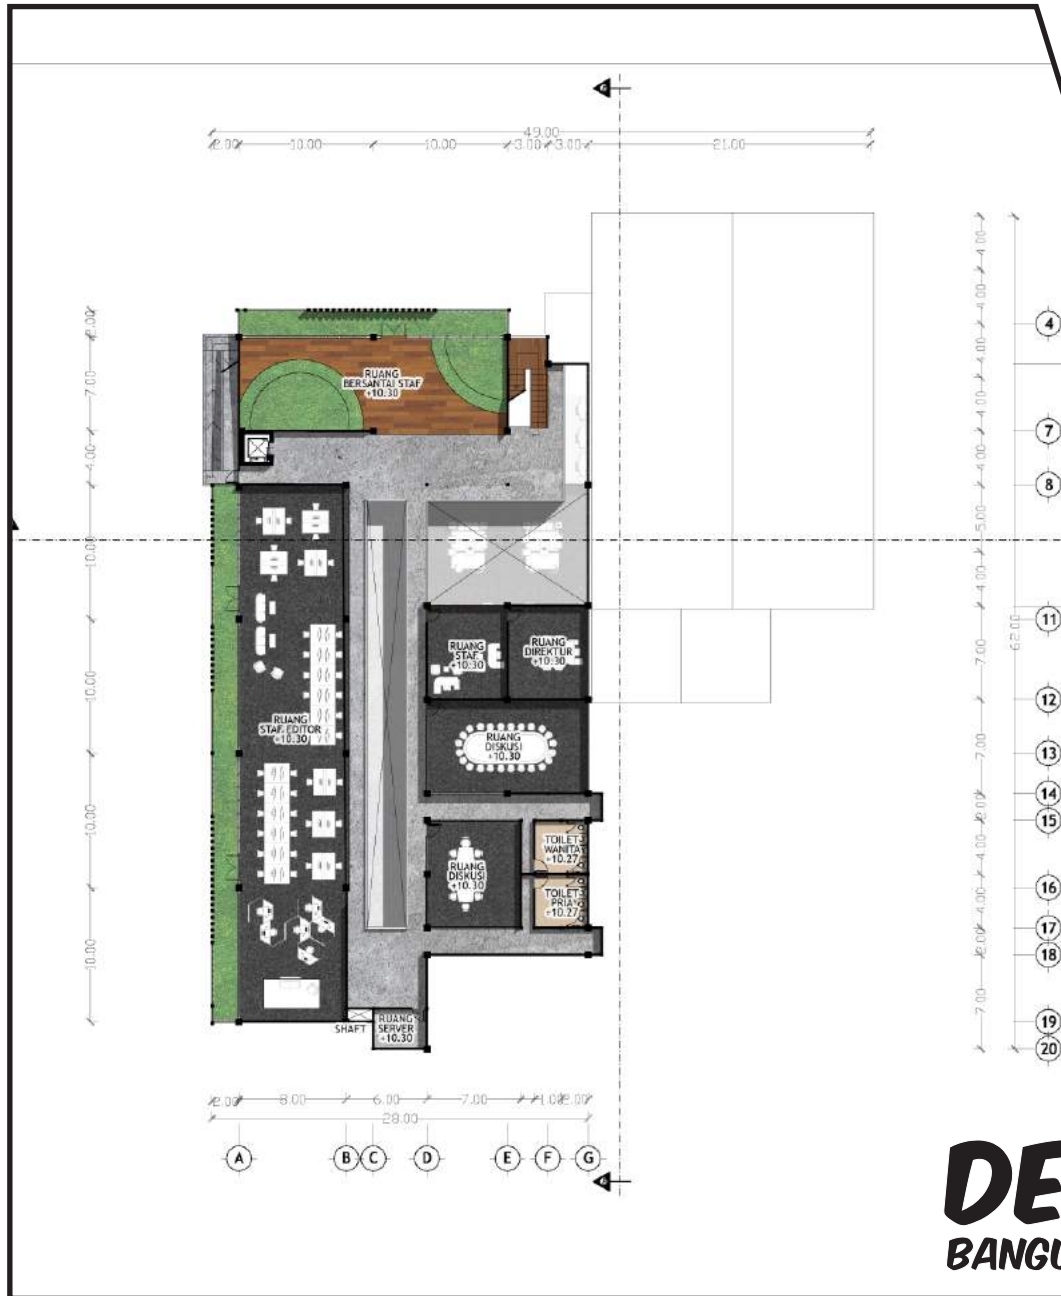 49.00
2.00 10.00 10.00 3.00 3.00 21.00
4.00
4.00
4.00
4.00
4.00
4.00
5.00
4.00
7.00
7.00
2.00
4.00
4.00
2.00
7.00
62.00
4
7
8
11
12
13
14
15
16
17
18
19
20
2.00
7.00
4.00
10.00
10.00
10.00
10.00
RUANG
BERSANTAI STAF
+10.30
RUANG
STAF
+10.30
RUANG
DIREKTUR
+10.30
RUANG
STAF EDITOR
+10.30
RUANG
DISKUSI
+10.30
RUANG
DISKUSI
+10.30
TOILET
WANITA
+10.27
TOILET
PRIA
+10.27
SHAFT
RUANG
SERVER
+10.30
2.00 8.00 6.00 7.00 1.00 2.00
28.00
A B C D E F G
DE
BANGU